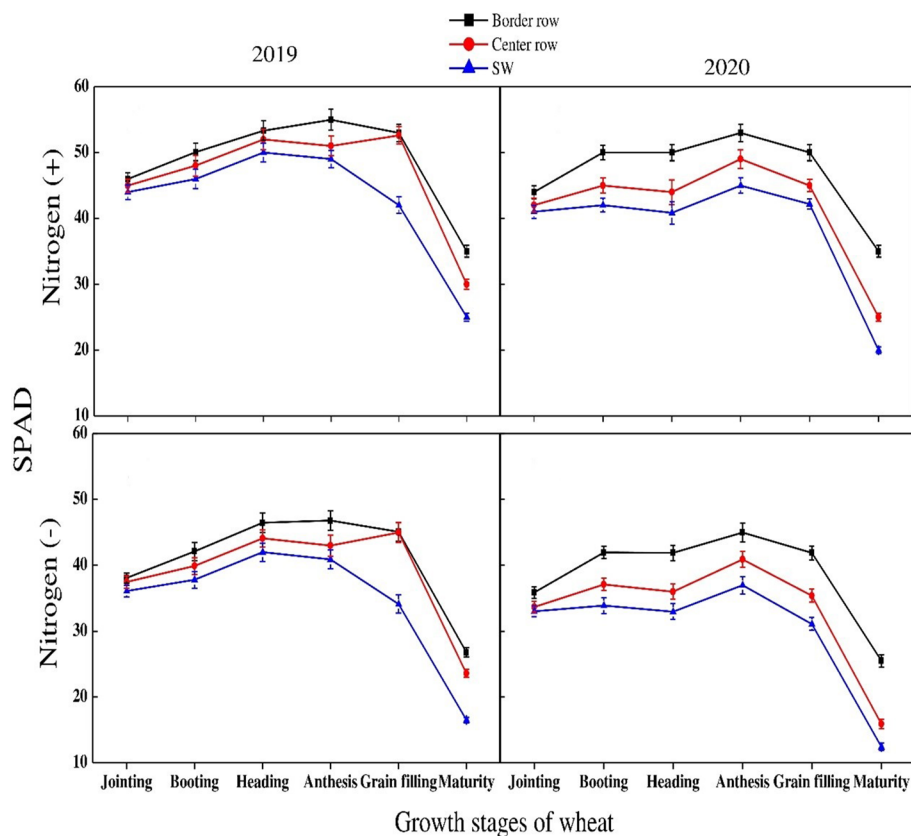 Border row
Center row
SW
2019
2020
Nitrogen (+)
60
50
40
30
20
10
SPAD
Nitrogen (-)
60
50
40
30
20
10
Jointing Booting Heading Anthesis Grain filling Maturity
Jointing Booting Heading Anthesis Grain filling Maturity
Growth stages of wheat